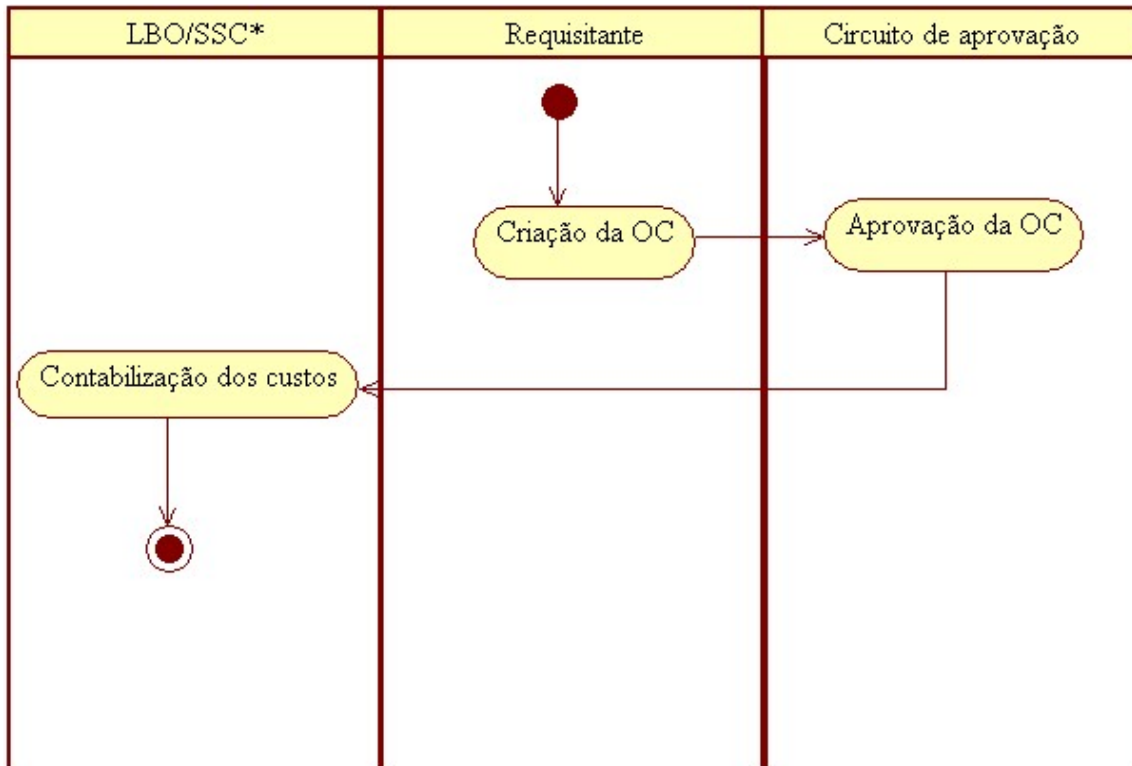 LBO/SSC*
Requisitante
Circuito de aprovação
Criação da OC
Aprovação da OC
Contabilização dos custos